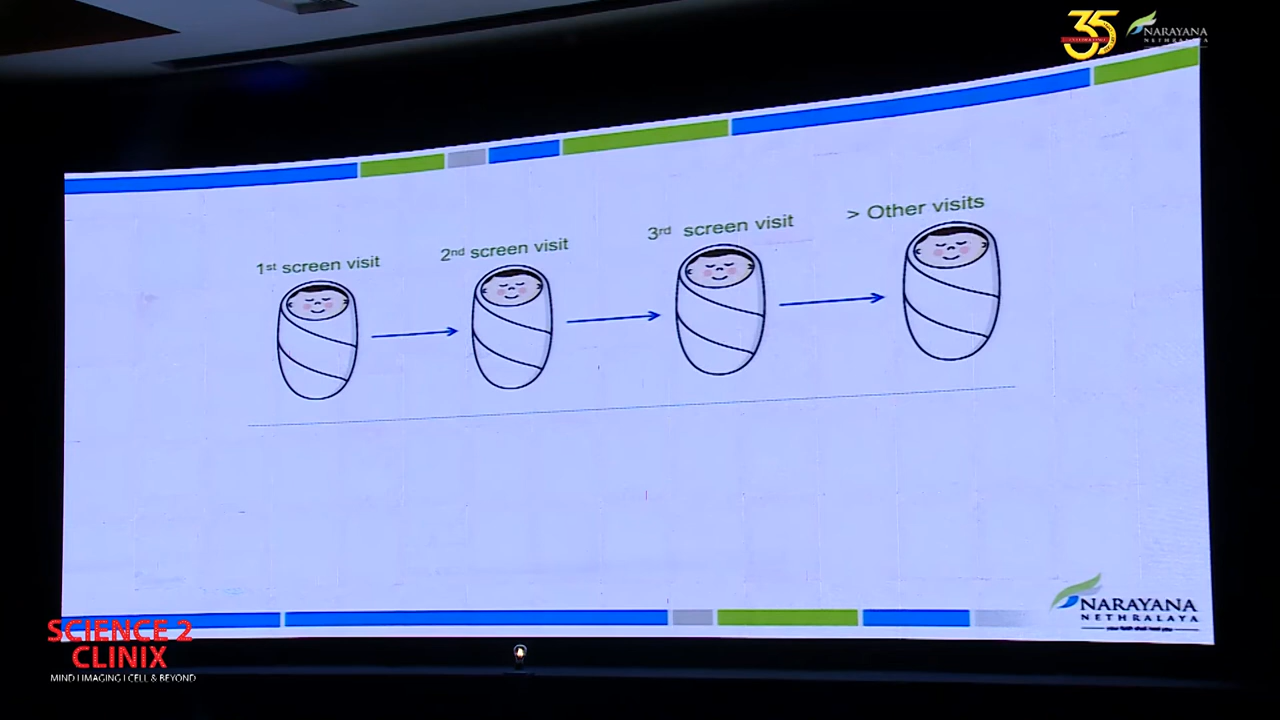 35
NARAYANA
NETHRALAYA
1st screen visit
2nd screen visit
3rd screen visit
> Other visits
NARAYANA
NETHRALAYA
SCIENCE 2
CLINIX
MIND I IMAGING I CELL & BEYOND